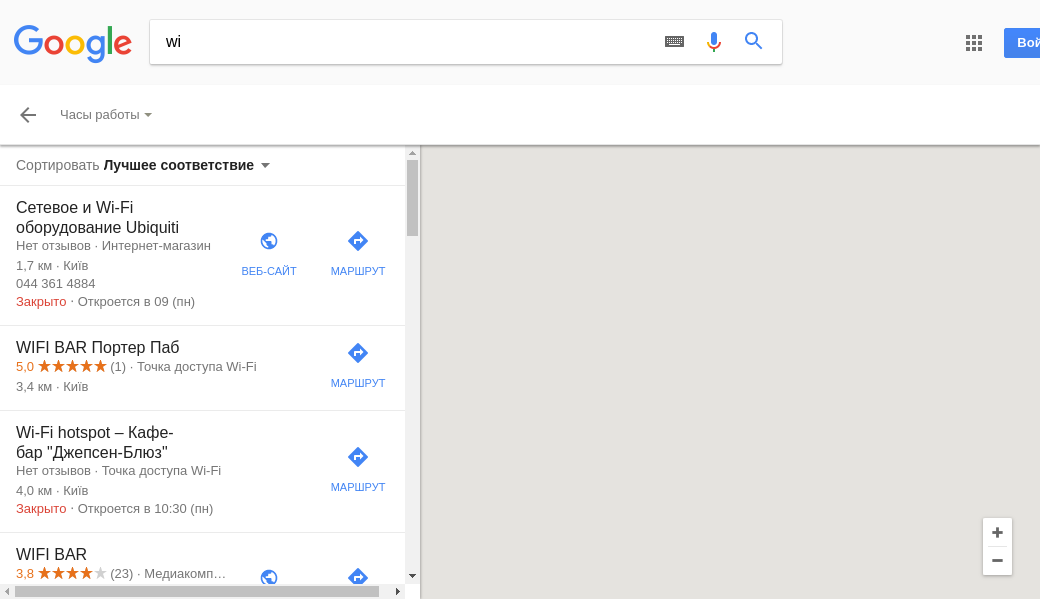 Google
wi
Вой
Часы работы
Сортировать Лучшее соответствие
Сетевое и Wi-Fi
оборудование Ubiquiti
Нет отзывов · Интернет-магазин
1,7 км · Київ
044 361 4884
Закрыто · Откроется в 09 (пн)
ВЕБ-САЙТ
МАРШРУТ
WIFI BAR Портер Паб
5,0 (1) · Точка доступа Wi-Fi
3,4 км · Київ
МАРШРУТ
Wi-Fi hotspot – Кафе-
бар "Джепсен-Блюз"
Нет отзывов · Точка доступа Wi-Fi
4,0 км · Київ
Закрыто · Откроется в 10:30 (пн)
МАРШРУТ
WIFI BAR
3,8 (23) · Медиакомп…